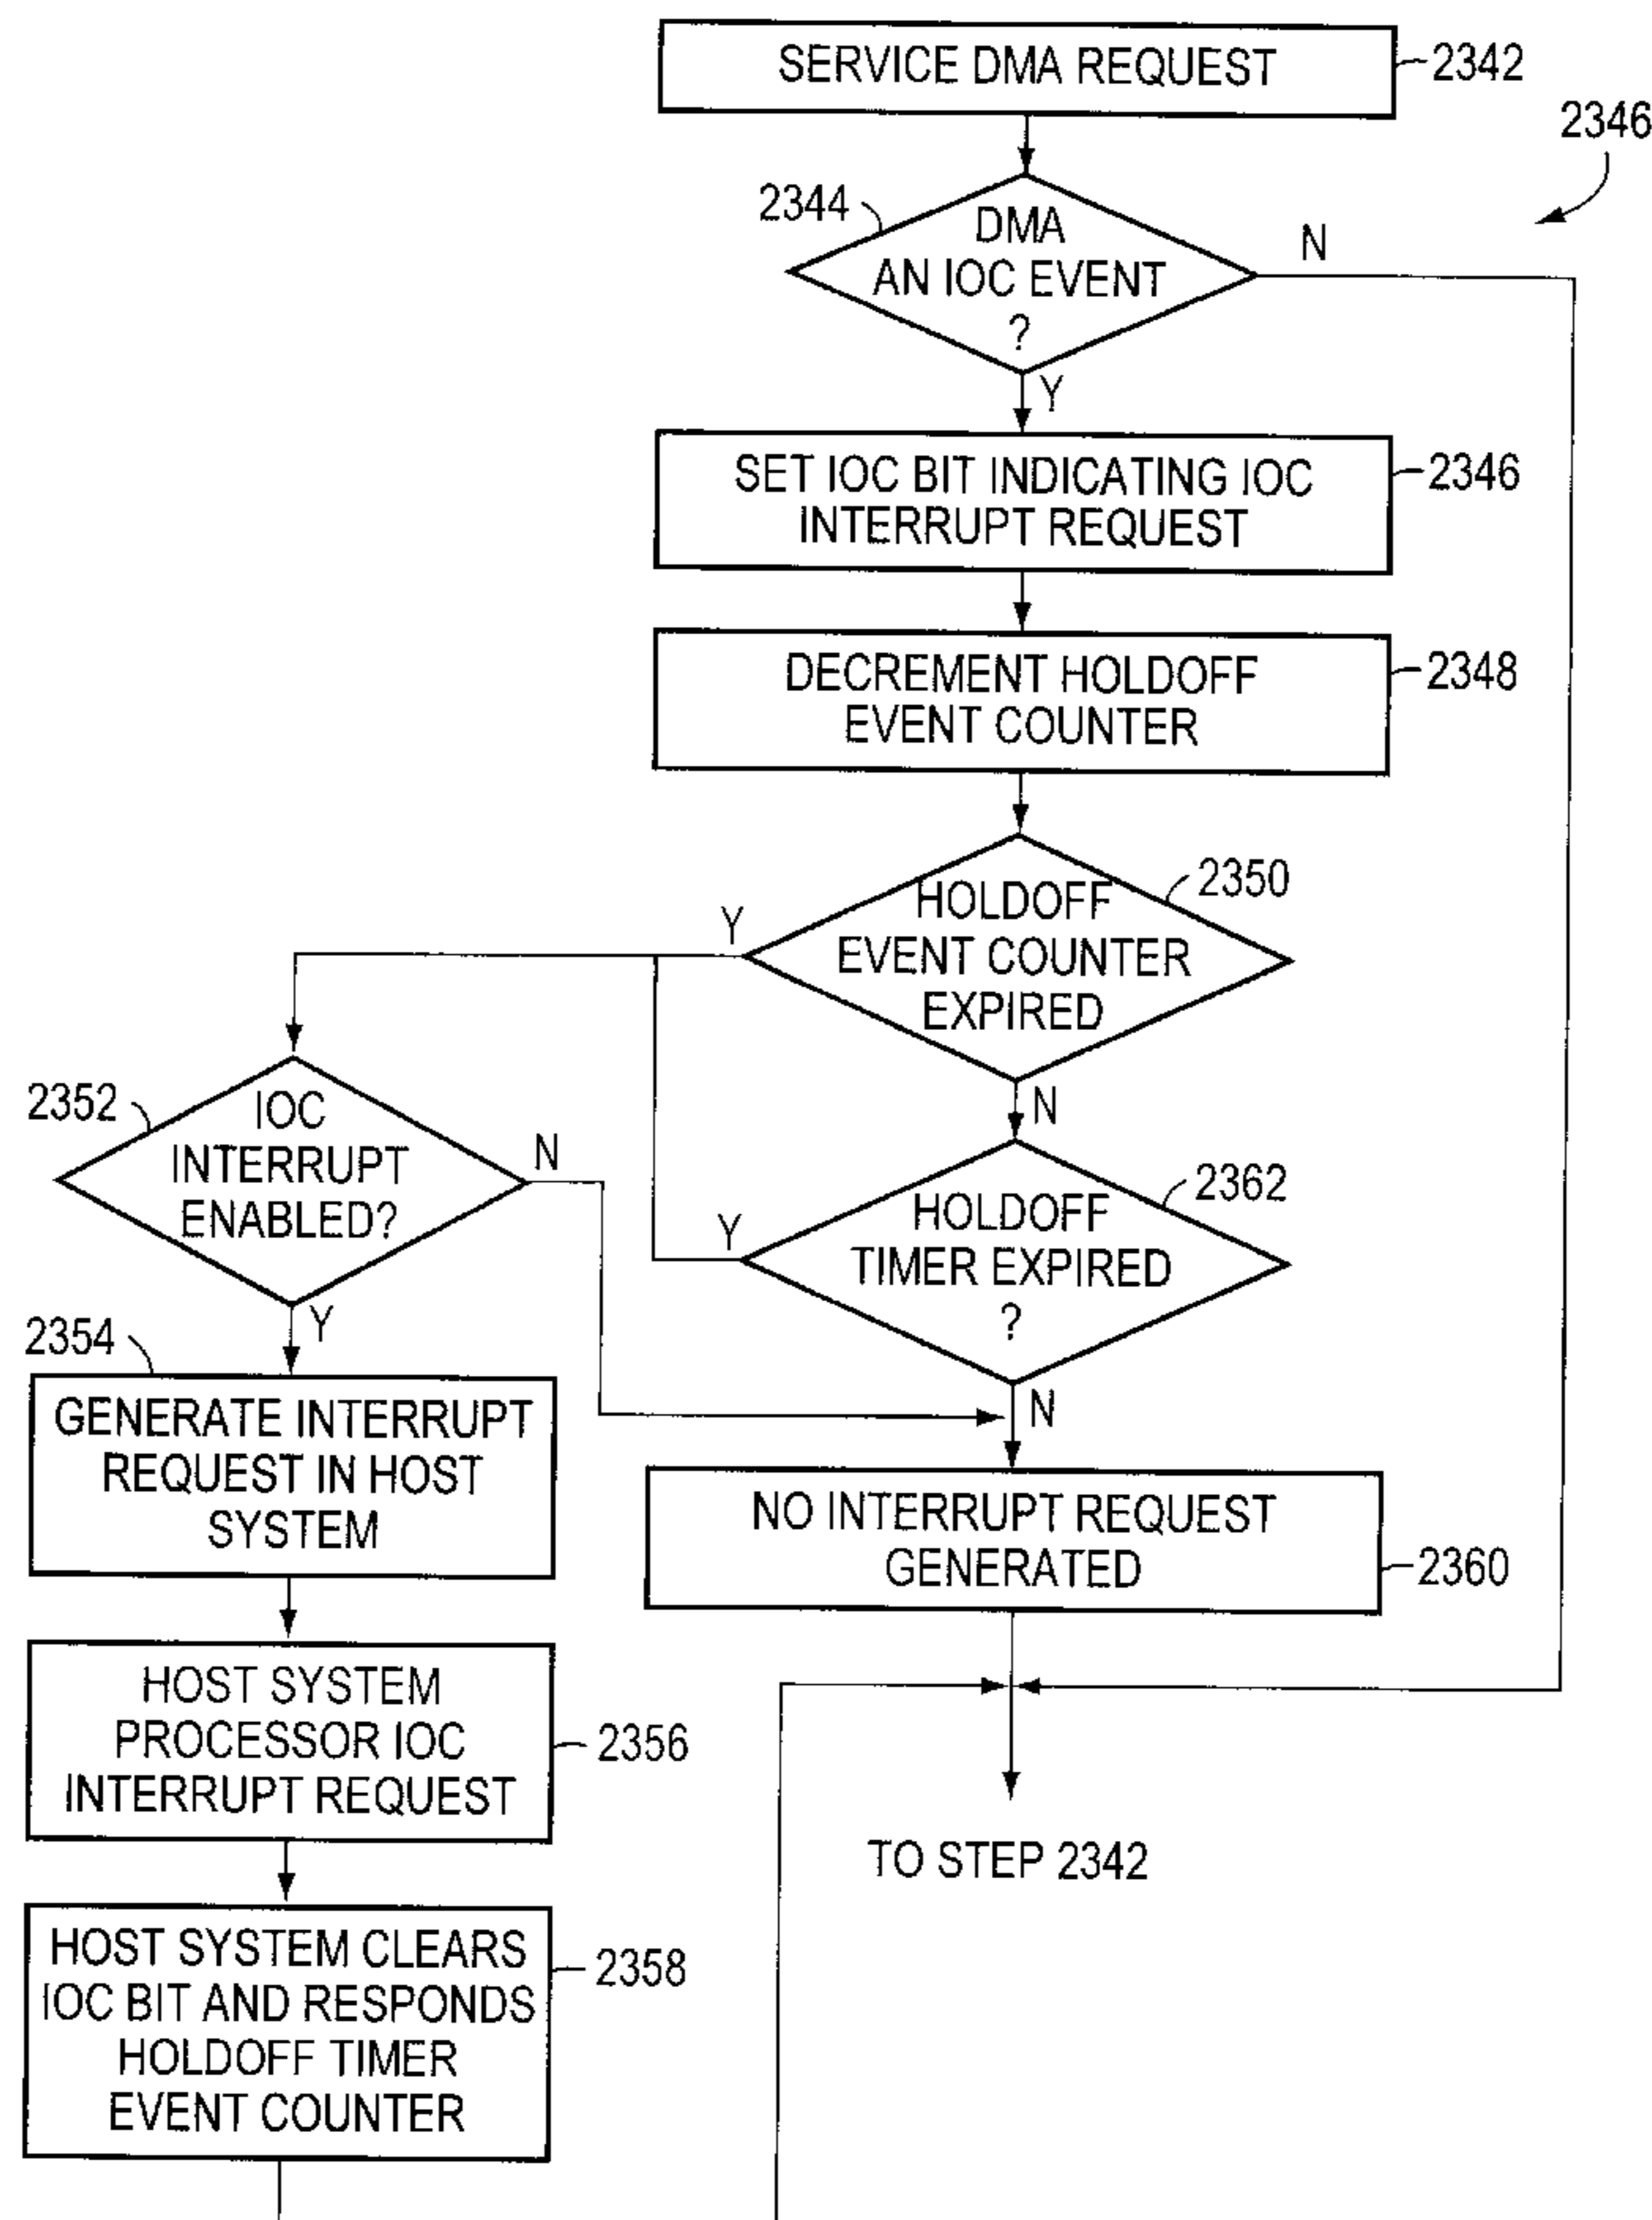 SERVICE DMA REQUEST
2342
2346
2344
DMA
AN IOC EVENT
?
N
Y
SET IOC BIT INDICATING IOC
INTERRUPT REQUEST
2346
DECREMENT HOLDOFF
EVENT COUNTER
2348
HOLDOFF
EVENT COUNTER
EXPIRED
2350
Y
N
2352
IOC
INTERRUPT
ENABLED?
N
Y
HOLDOFF
TIMER EXPIRED
?
2362
Y
N
2354
GENERATE INTERRUPT
REQUEST IN HOST
SYSTEM
NO INTERRUPT REQUEST
GENERATED
2360
HOST SYSTEM
PROCESSOR IOC
INTERRUPT REQUEST
2356
TO STEP 2342
HOST SYSTEM CLEARS
IOC BIT AND RESPONDS
HOLDOFF TIMER
EVENT COUNTER
2358